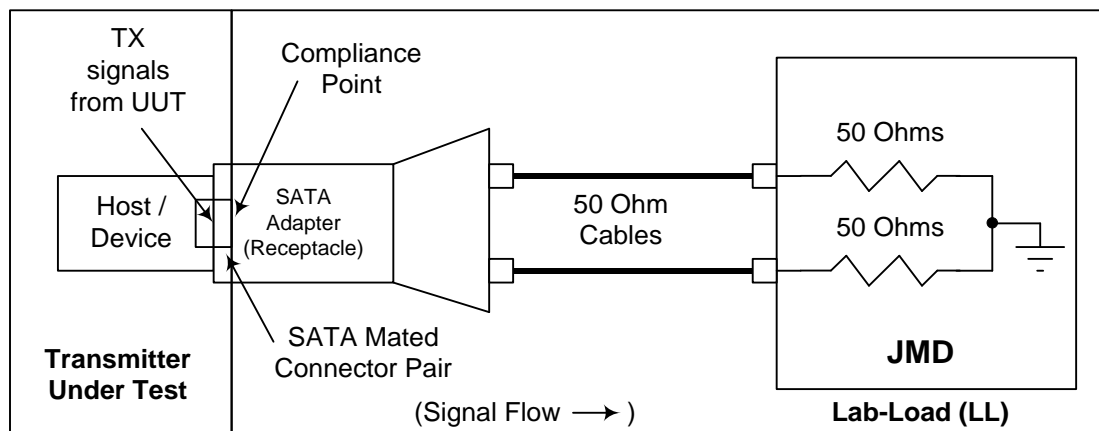 TX
signals
from UUT
Compliance
Point
50 Ohms
Host /
Device
SATA
Adapter
(Receptacle)
50 Ohm
Cables
50 Ohms
SATA Mated
Connector Pair
JMD
Transmitter
Under Test
(Signal Flow → )
Lab-Load (LL)